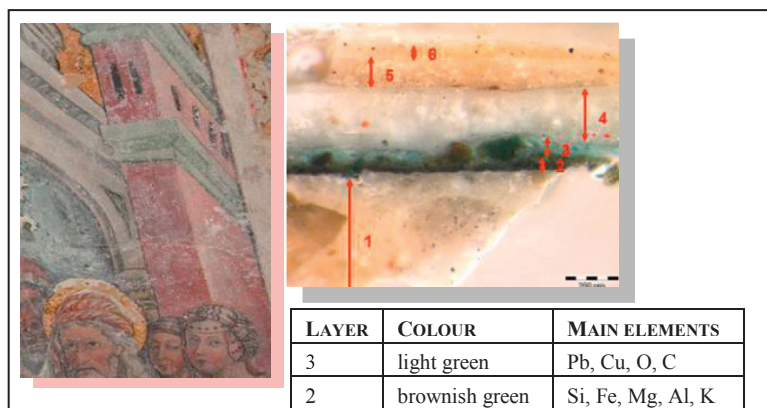 6
5
4
3
2
1
LAYER COLOUR MAIN ELEMENTS
3 light green Pb, Cu, O, C
2 brownish green Si, Fe, Mg, Al, K